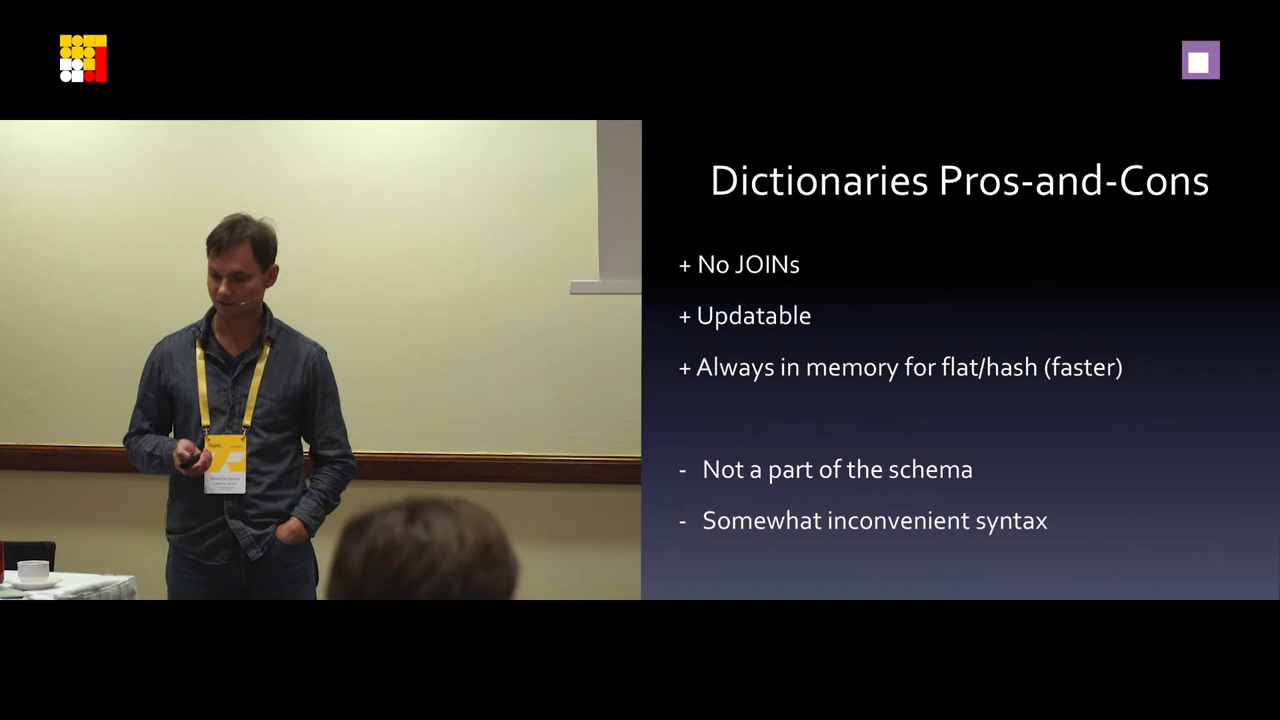 Dictionaries Pros-and-Cons
+ No JOINs
+ Updatable
+ Always in memory for flat/hash (faster)
- Not a part of the schema
- Somewhat inconvenient syntax